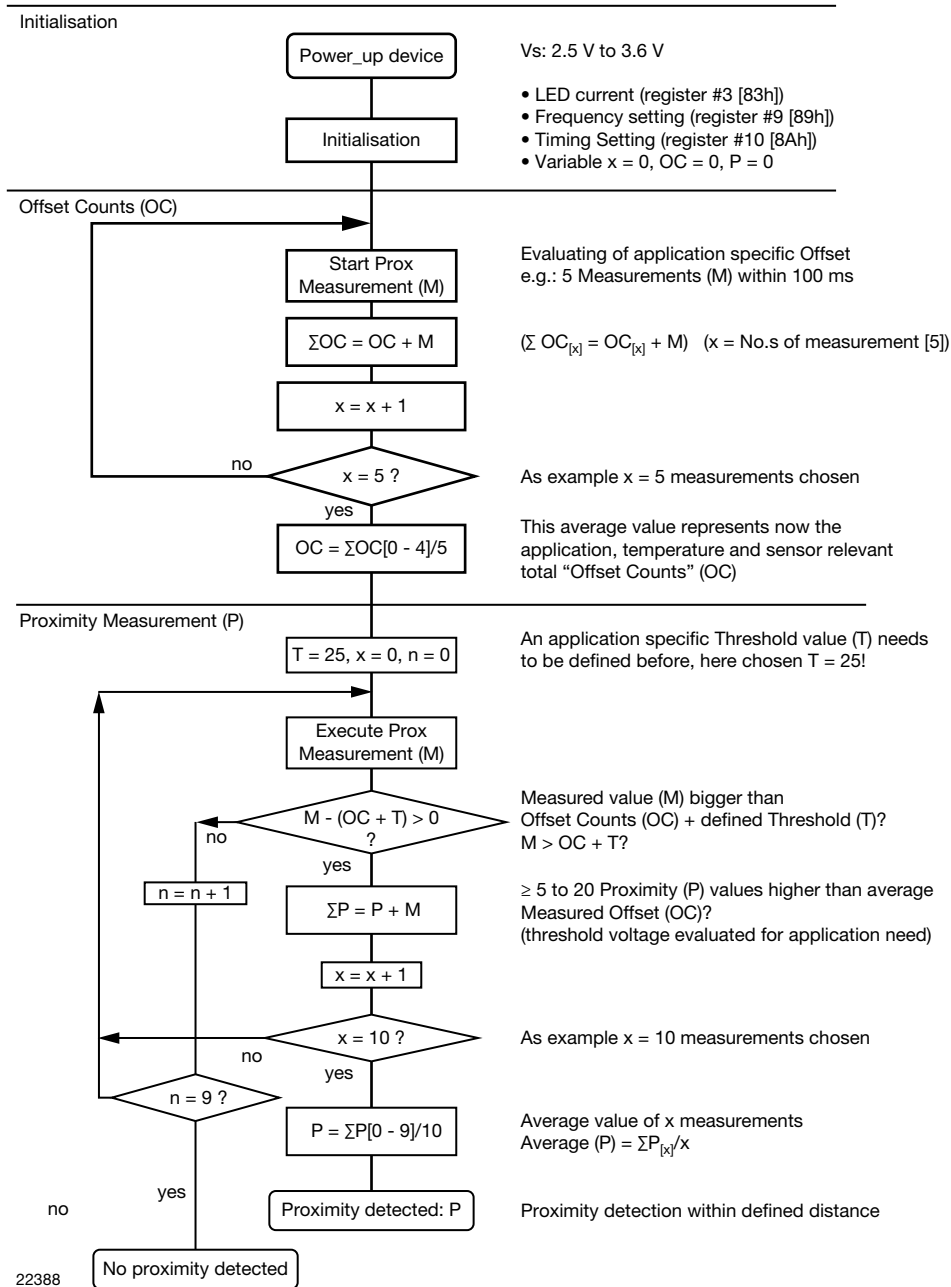 Initialisation
Power_up device
Vs: 2.5 V to 3.6 V
• LED current (register #3 [83h])
• Frequency setting (register #9 [89h])
Initialisation
• Timing Setting (register #10 [8Ah])
• Variable x = 0, OC = 0, P = 0
Offset Counts (OC)
Start Prox
Measurement (M)
Evaluating of application specific Offset
e.g.: 5 Measurements (M) within 100 ms
∑OC = OC + M
(∑ OC[x] = OC[x] + M) (x = No.s of measurement [5])
x = x + 1
no
x = 5 ?
As example x = 5 measurements chosen
yes
OC = ∑OC[0 - 4]/5
This average value represents now the
application, temperature and sensor relevant
total “Offset Counts” (OC)
Proximity Measurement (P)
T = 25, x = 0, n = 0
An application specific Threshold value (T) needs
to be defined before, here chosen T = 25!
Execute Prox
Measurement (M)
M - (OC + T) > 0
?
no
Measured value (M) bigger than
Offset Counts (OC) + defined Threshold (T)?
M > OC + T?
yes
n = n + 1
∑P = P + M
≥ 5 to 20 Proximity (P) values higher than average
Measured Offset (OC)?
(threshold voltage evaluated for application need)
x = x + 1
x = 10 ?
no
As example x = 10 measurements chosen
yes
n = 9 ?
P = ∑P[0 - 9]/10
Average value of x measurements
Average (P) = ∑P[x]/x
no
yes
Proximity detected: P
Proximity detection within defined distance
No proximity detected
22388